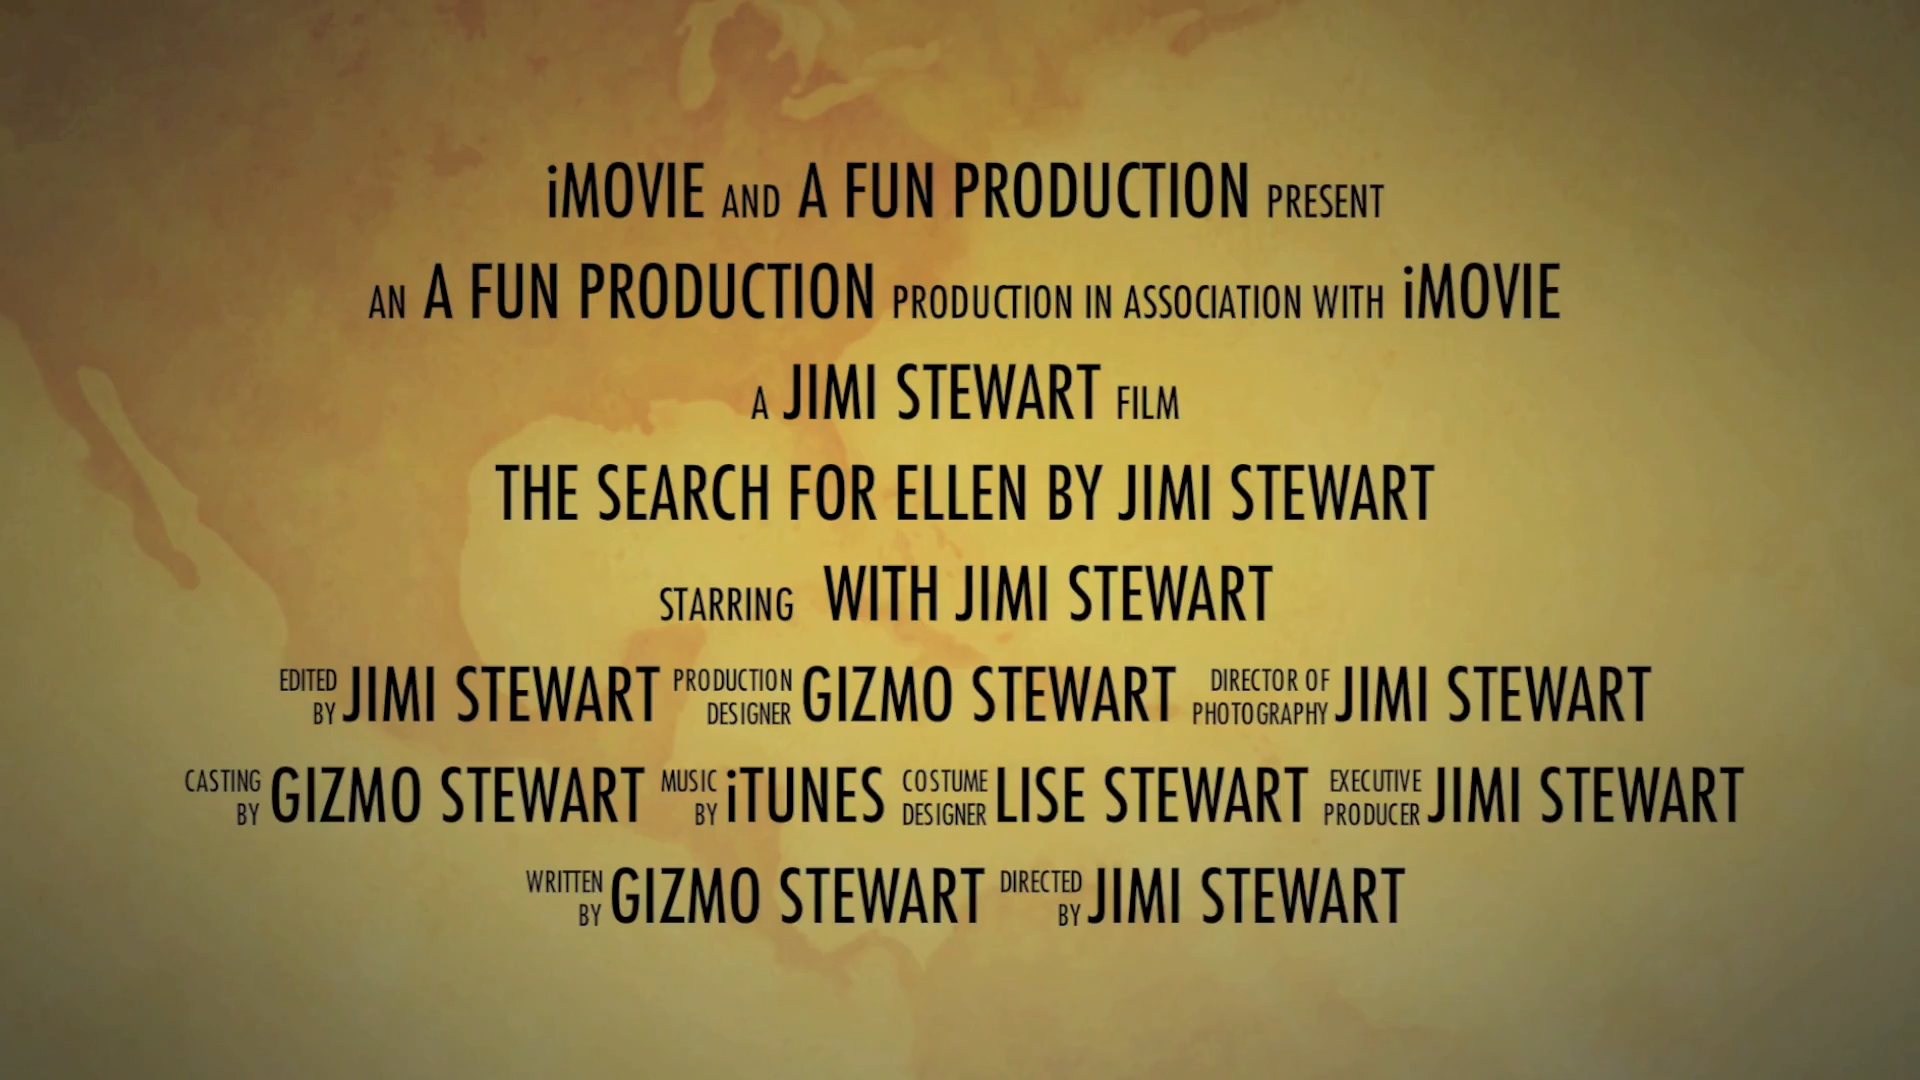 iMOVIE AND A FUN PRODUCTION PRESENT
AN A FUN PRODUCTION PRODUCTION IN ASSOCIATION WITH iMOVIE
A JIMI STEWART FILM
THE SEARCH FOR ELLEN BY JIMI STEWART
STARRING WITH JIMI STEWART
EDITED BY JIMI STEWART PRODUCTION DESIGNER GIZMO STEWART DIRECTOR OF PHOTOGRAPHY JIMI STEWART
CASTING BY GIZMO STEWART MUSIC BY iTUNES COSTUME DESIGNER LISE STEWART EXECUTIVE PRODUCER JIMI STEWART
WRITTEN BY GIZMO STEWART DIRECTED BY JIMI STEWART